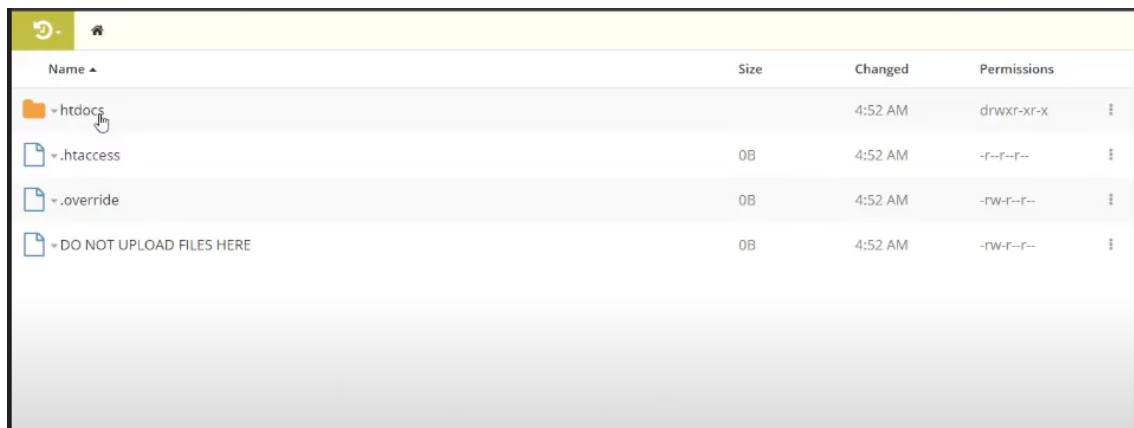 Name Size Changed Permissions
htdocs 4:52 AM drwxr-xr-x
.htaccess 0B 4:52 AM -r--r--r--
.override 0B 4:52 AM -rw-r--r--
DO NOT UPLOAD FILES HERE 0B 4:52 AM -rw-r--r--